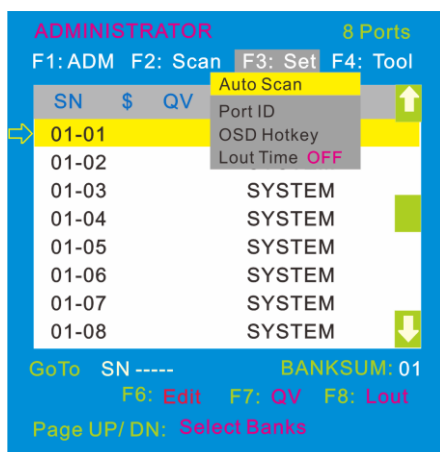 ADMINISTRATOR 8 Ports
F1: ADM F2: Scan F3: Set F4: Tool
Auto Scan
SN $ QV
Port ID
01-01
OSD Hotkey
Lout Time OFF
01-02
01-03 SYSTEM
01-04 SYSTEM
01-05 SYSTEM
01-06 SYSTEM
01-07 SYSTEM
01-08 SYSTEM
GoTo SN ----- BANKSUM: 01
F6: Edit F7: QV F8: Lout
Page UP/ DN: Select Banks